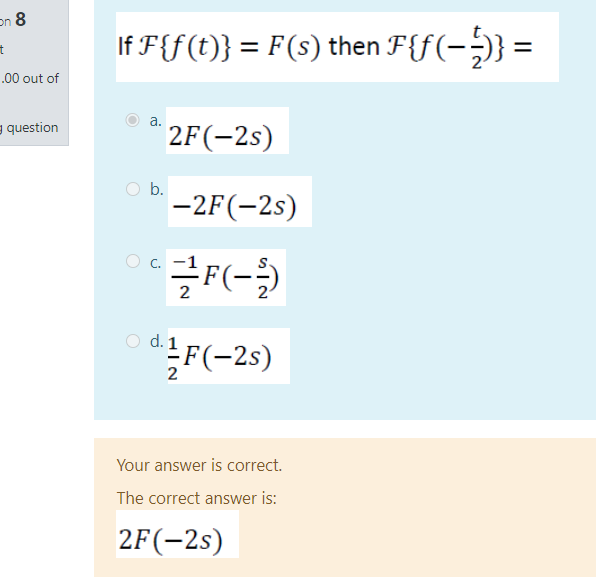 on 8
t
.00 out of
g question
If ℱ{f(t)} = F(s) then ℱ{f(−t/2)} =
a. 2F(−2s)
b. −2F(−2s)
c. −1/2 F(−s/2)
d. 1/2 F(−2s)
Your answer is correct.
The correct answer is:
2F(−2s)